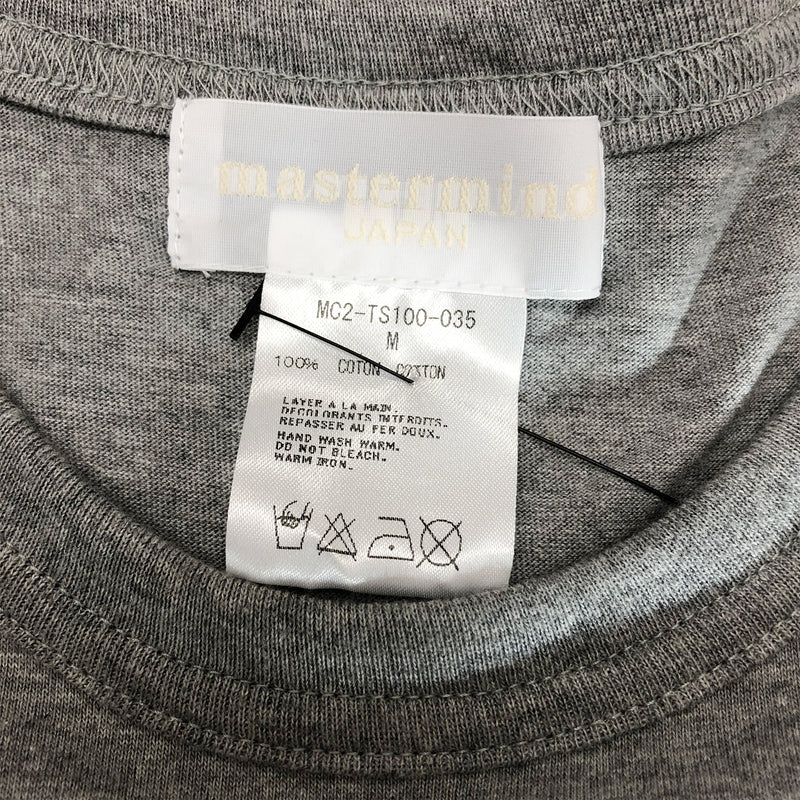 mastermind
JAPAN
MC2-TS100-035
M
100% COTON COTTON
LAVER A LA MAIN.
DECOLORANTS INTERDITS.
REPASSER AU FER DOUX.
HAND WASH WARM.
DO NOT BLEACH.
WARM IRON.